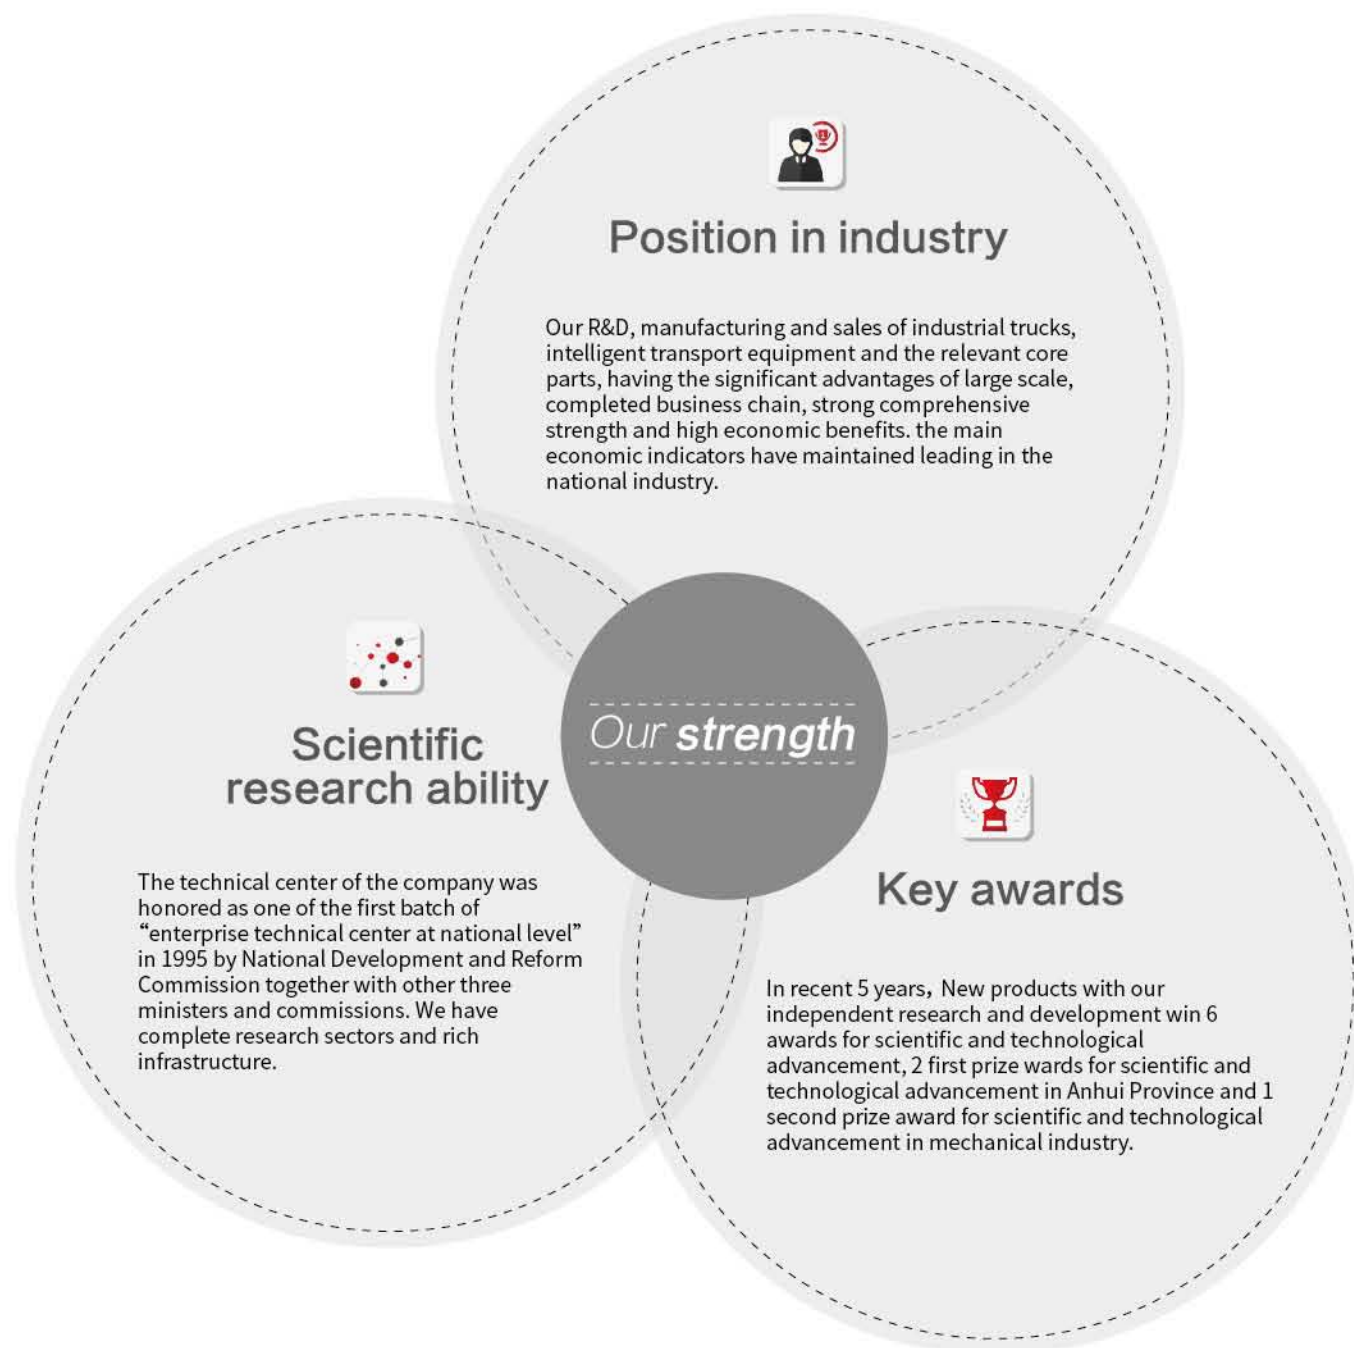 Position in industry
Our R&D, manufacturing and sales of industrial trucks,
intelligent transport equipment and the relevant core
parts, having the significant advantages of large scale,
completed business chain, strong comprehensive
strength and high economic benefits. the main
economic indicators have maintained leading in the
national industry.
Our strength
Scientific
research ability
The technical center of the company was
honored as one of the first batch of
“enterprise technical center at national level”
in 1995 by National Development and Reform
Commission together with other three
ministers and commissions. We have
complete research sectors and rich
infrastructure.
Key awards
In recent 5 years, New products with our
independent research and development win 6
awards for scientific and technological
advancement, 2 first prize wards for scientific and
technological advancement in Anhui Province and 1
second prize award for scientific and technological
advancement in mechanical industry.